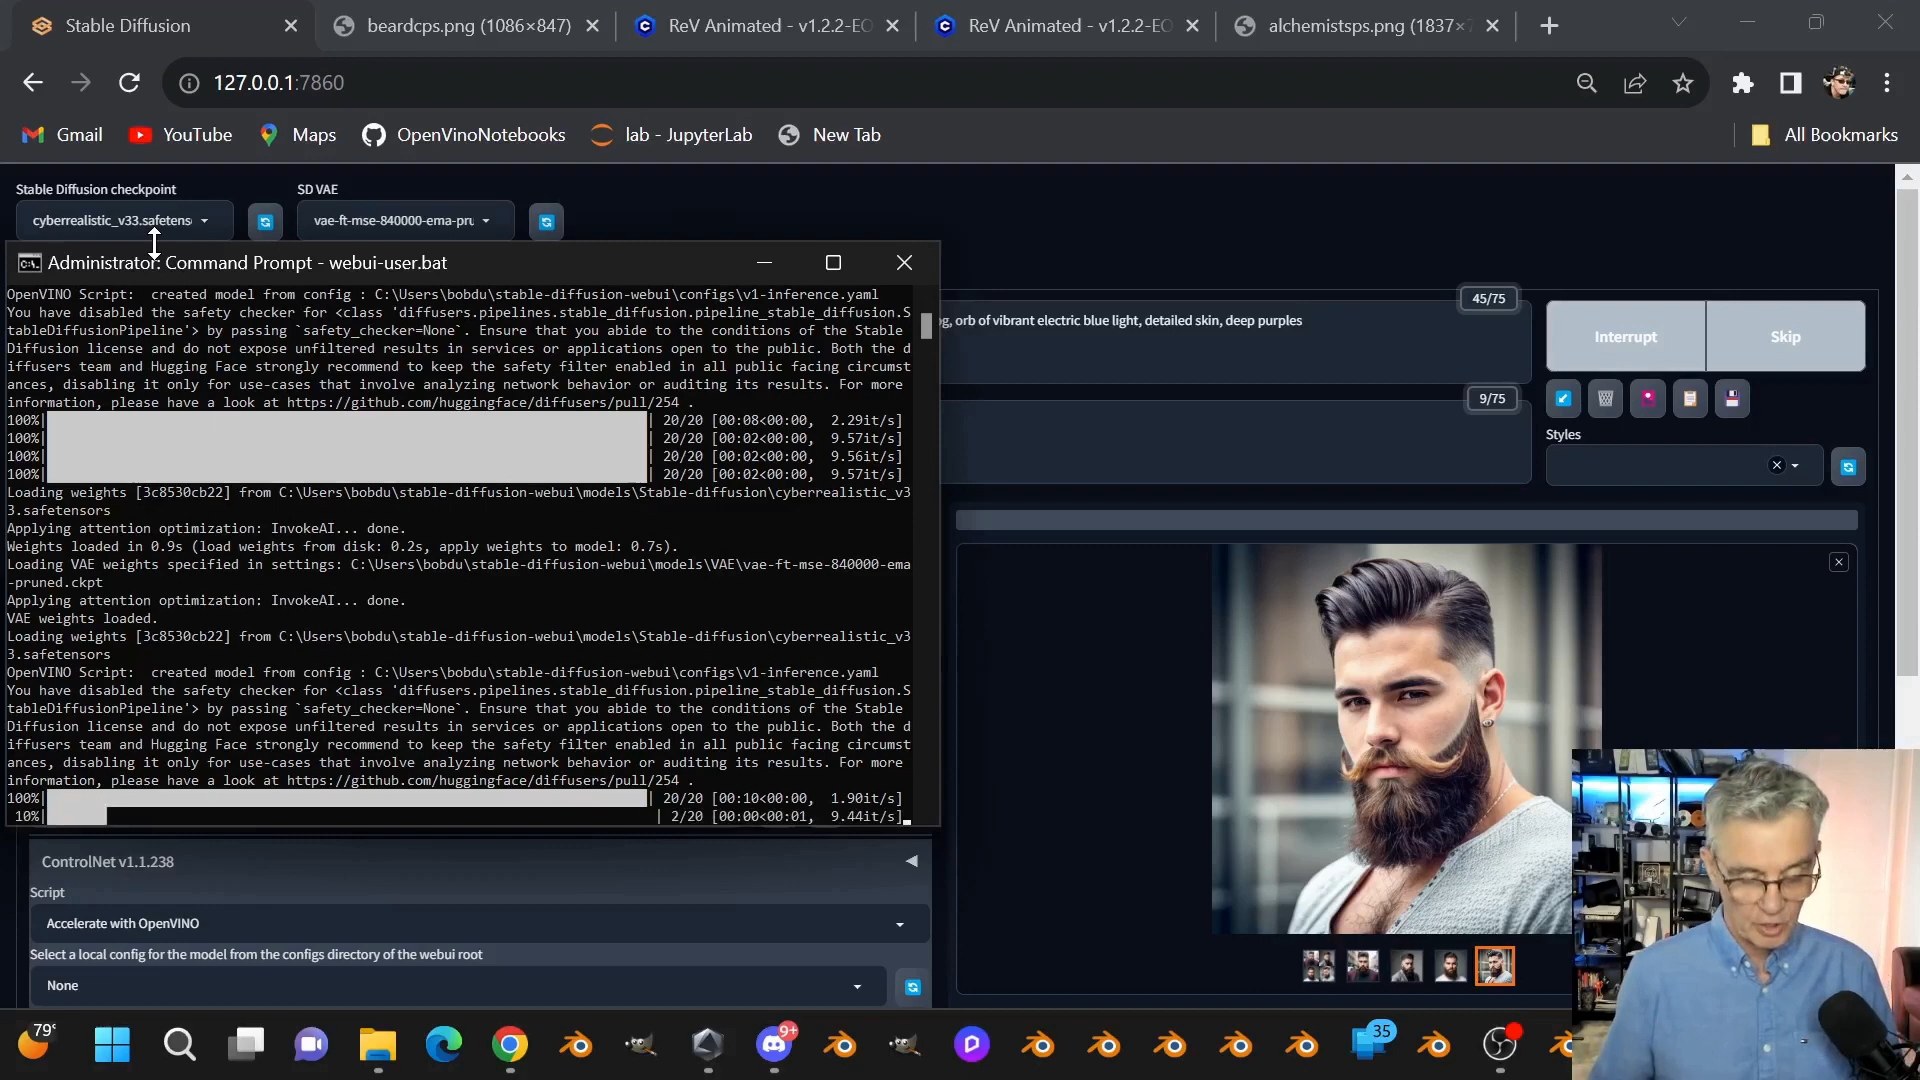 Stable Diffusion
beardcps.png (1086×847)
ReV Animated - v1.2.2-EO
ReV Animated - v1.2.2-EO
alchemistsps.png (1837×
127.0.0.1:7860
Gmail
YouTube
Maps
OpenVinoNotebooks
lab - JupyterLab
New Tab
All Bookmarks
Stable Diffusion checkpoint
SD VAE
cyberrealistic_v33.safetens
vae-ft-mse-840000-ema-pru
Administrator: Command Prompt - webui-user.bat
OpenVINO Script:  created model from config : C:\Users\bobdu\stable-diffusion-webui\configs\v1-inference.yaml
You have disabled the safety checker for <class 'diffusers.pipelines.stable_diffusion.pipeline_stable_diffusion.S
tableDiffusionPipeline'> by passing `safety_checker=None`. Ensure that you abide to the conditions of the Stable
Diffusion license and do not expose unfiltered results in services or applications open to the public. Both the d
iffusers team and Hugging Face strongly recommend to keep the safety filter enabled in all public facing circumst
ances, disabling it only for use-cases that involve analyzing network behavior or auditing its results. For more
information, please have a look at https://github.com/huggingface/diffusers/pull/254 .
100%| | 20/20 [00:08<00:00,  2.29it/s]
100%| | 20/20 [00:02<00:00,  9.57it/s]
100%| | 20/20 [00:02<00:00,  9.56it/s]
100%| | 20/20 [00:02<00:00,  9.57it/s]
Loading weights [3c8530cb22] from C:\Users\bobdu\stable-diffusion-webui\models\Stable-diffusion\cyberrealistic_v3
3.safetensors
Applying attention optimization: InvokeAI... done.
Weights loaded in 0.9s (load weights from disk: 0.2s, apply weights to model: 0.7s).
Loading VAE weights specified in settings: C:\Users\bobdu\stable-diffusion-webui\models\VAE\vae-ft-mse-840000-ema
-pruned.ckpt
Applying attention optimization: InvokeAI... done.
VAE weights loaded.
Loading weights [3c8530cb22] from C:\Users\bobdu\stable-diffusion-webui\models\Stable-diffusion\cyberrealistic_v3
3.safetensors
OpenVINO Script:  created model from config : C:\Users\bobdu\stable-diffusion-webui\configs\v1-inference.yaml
You have disabled the safety checker for <class 'diffusers.pipelines.stable_diffusion.pipeline_stable_diffusion.S
tableDiffusionPipeline'> by passing `safety_checker=None`. Ensure that you abide to the conditions of the Stable
Diffusion license and do not expose unfiltered results in services or applications open to the public. Both the d
iffusers team and Hugging Face strongly recommend to keep the safety filter enabled in all public facing circumst
ances, disabling it only for use-cases that involve analyzing network behavior or auditing its results. For more
information, please have a look at https://github.com/huggingface/diffusers/pull/254 .
100%| | 20/20 [00:10<00:00,  1.90it/s]
10%| | 2/20 [00:00<00:01,  9.44it/s]
45/75
g, orb of vibrant electric blue light, detailed skin, deep purples
9/75
Interrupt
Skip
Styles
ControlNet v1.1.238
Script
Accelerate with OpenVINO
Select a local config for the model from the configs directory of the webui root
None
79°
9+
35